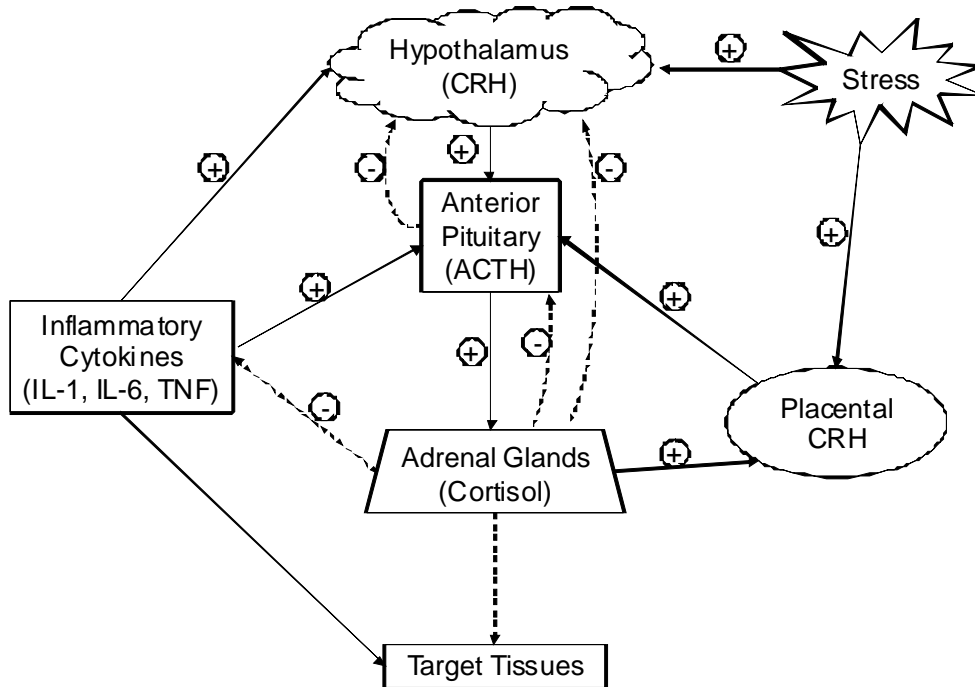 Hypothalamus
(CRH)
+
Stress
+
+
-
-
Anterior
Pituitary
(ACTH)
+
+
+
+
-
Inflammatory
Cytokines
(IL-1, IL-6, TNF)
-
Placental
CRH
Adrenal Glands
(Cortisol)
+
Target Tissues